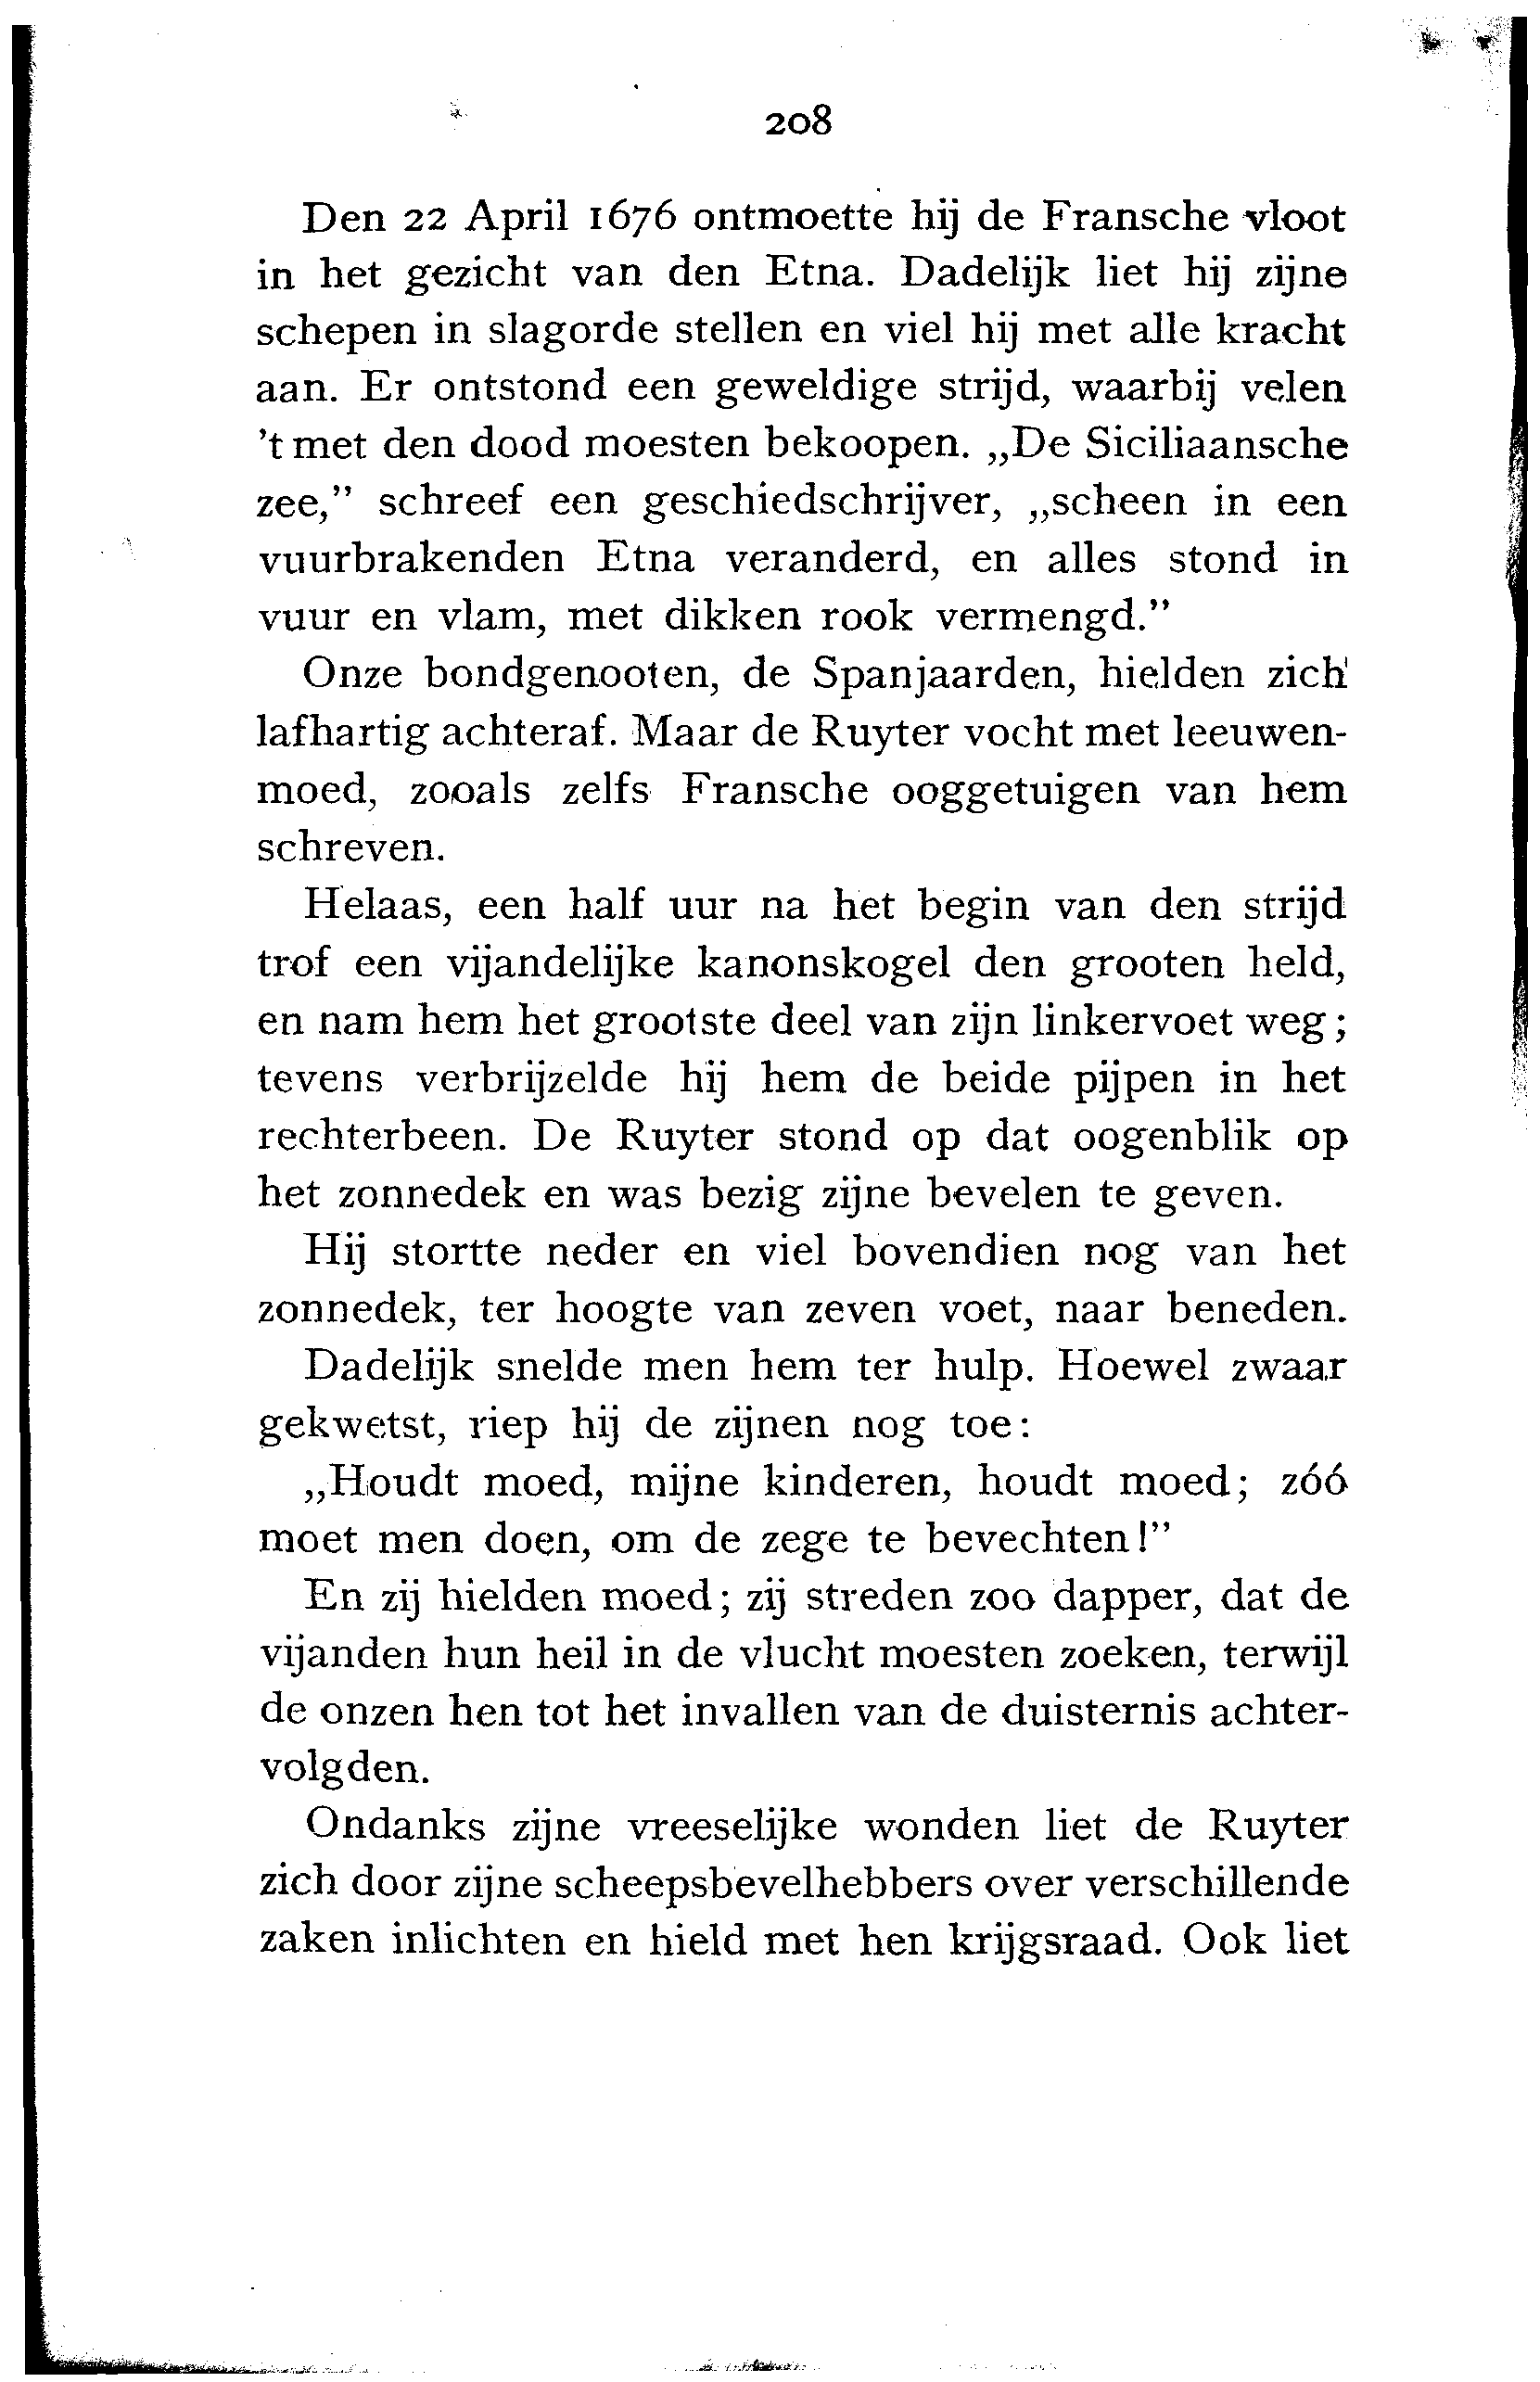 208
Den 22 April 1676 ontmoette hij de Fransche vloot
in het gezicht van den Etna. Dadelijk liet hij zijne
schepen in slagorde stellen en viel hij met alle kracht
aan. Er ontstond een geweldige strijd, waarbij velen
't met den dood moesten bekoopen. „De Siciliaansche
zee,” schreef een geschiedschrijver, „scheen in een
vuurbrakenden Etna veranderd, en alles stond in
vuur en vlam, met dikken rook vermengd.”
Onze bondgenooten, de Spanjaarden, hielden zich
lafhartig achteraf. Maar de Ruyter vocht met leeuwen-
moed, zooals zelfs Fransche ooggetuigen van hem
schreven.
Helaas, een half uur na het begin van den strijd
trof een vijandelijke kanonskogel den grooten held,
en nam hem het grootste deel van zijn linkervoet weg;
tevens verbrijzelde hij hem de beide pijpen in het
rechterbeen. De Ruyter stond op dat oogenblik op
het zonnedek en was bezig zijne bevelen te geven.
Hij stortte neder en viel bovendien nog van het
zonnedek, ter hoogte van zeven voet, naar beneden.
Dadelijk snelde men hem ter hulp. Hoewel zwaar
gekwetst, riep hij de zijnen nog toe:
„Houdt moed, mijne kinderen, houdt moed; zóó
moet men doen, om de zege te bevechten!”
En zij hielden moed; zij streden zoo dapper, dat de
vijanden hun heil in de vlucht moesten zoeken, terwijl
de onzen hen tot het invallen van de duisternis achter-
volgden.
Ondanks zijne vreeselijke wonden liet de Ruyter
zich door zijne scheepsbevelhebbers over verschillende
zaken inlichten en hield met hen krijgsraad. Ook liet